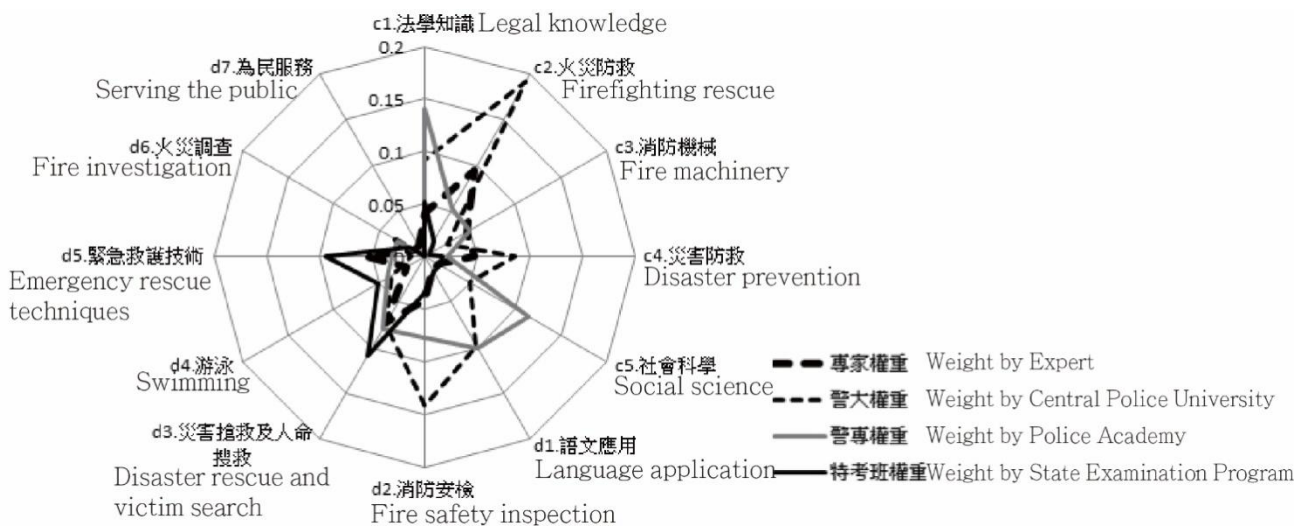 c1.法學知識 Legal knowledge
0.2
d7.為民服務
Serving the public
c2.火災防救
Firefighting rescue
0.15
d6.火災調查
Fire investigation
0.1
c3.消防機械
Fire machinery
0.05
0
d5.緊急救護技術
Emergency rescue
techniques
c4.災害防救
Disaster prevention
d4.游泳
Swimming
c5.社會科學
Social science
d3.災害搶救及人命
搜救
Disaster rescue and
victim search
d2.消防安檢
Fire safety inspection
d1.語文應用
Language application
專家權重 Weight by Expert
警大權重 Weight by Central Police University
警專權重 Weight by Police Academy
特考班權重 Weight by State Examination Program